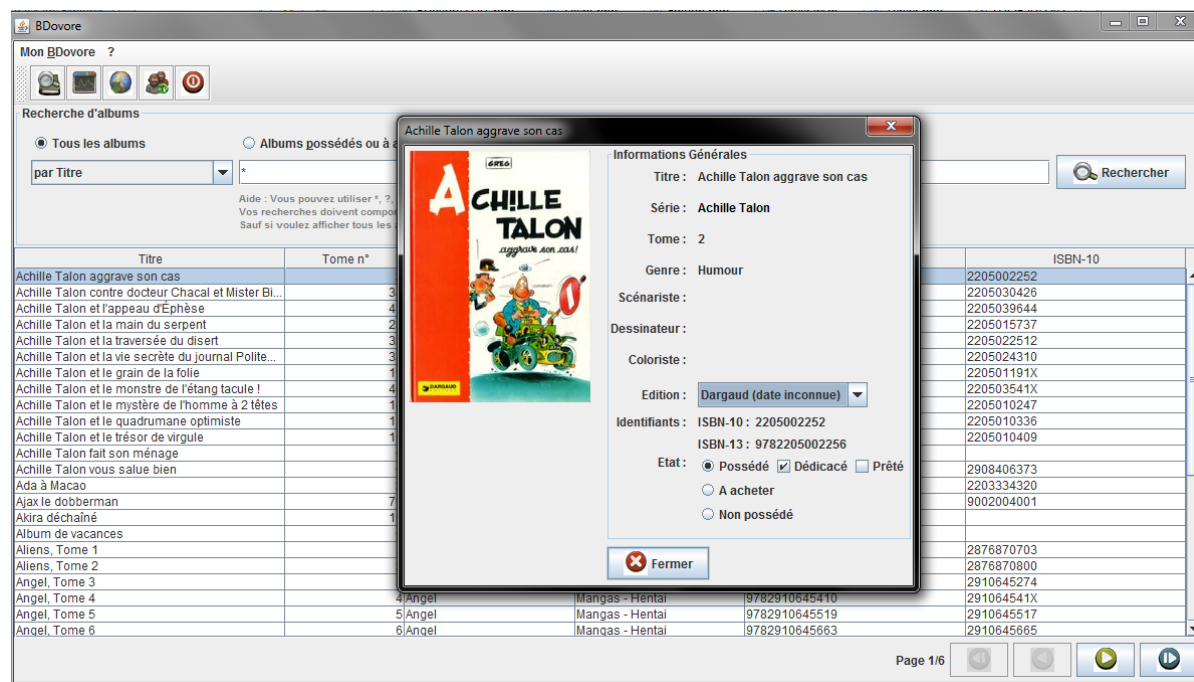 BDovore
Mon BDovore ?
Recherche d'albums
Tous les albums
Albums possédés ou à a
par Titre
*
Rechercher
Aide : Vous pouvez utiliser *, ?,
Vos recherches doivent compor
Sauf si voulez afficher tous les
Titre Tome n° ISBN-10
Achille Talon aggrave son cas 2205002252
Achille Talon contre docteur Chacal et Mister Bi... 3 2205030426
Achille Talon et l'appeau d'Éphèse 4 2205039644
Achille Talon et la main du serpent 2 2205015737
Achille Talon et la traversée du disert 3 2205022512
Achille Talon et la vie secrète du journal Polite... 3 2205024310
Achille Talon et le grain de la folie 1 220501191X
Achille Talon et le monstre de l'étang tacule ! 4 220503541X
Achille Talon et le mystère de l'homme à 2 têtes 1 2205010247
Achille Talon et le quadrumane optimiste 1 2205010336
Achille Talon et le trésor de virgule 1 2205010409
Achille Talon fait son ménage
Achille Talon vous salue bien 2908406373
Ada à Macao 2203334320
Ajax le dobberman 7 9002004001
Akira déchaîné 1
Album de vacances
Aliens, Tome 1 2876870703
Aliens, Tome 2 2876870800
Angel, Tome 3 2910645274
Angel, Tome 4 4 Angel Mangas - Hentai 9782910645410 291064541X
Angel, Tome 5 5 Angel Mangas - Hentai 9782910645519 2910645517
Angel, Tome 6 6 Angel Mangas - Hentai 9782910645663 2910645665
Page 1/6
Achille Talon aggrave son cas
GREG
ACHILLE
TALON
aggrave son cas!
DARGAUD
Informations Générales
Titre : Achille Talon aggrave son cas
Série : Achille Talon
Tome : 2
Genre : Humour
Scénariste :
Dessinateur :
Coloriste :
Edition : Dargaud (date inconnue)
Identifiants : ISBN-10 : 2205002252
ISBN-13 : 9782205002256
Etat : Possédé Dédicacé Prêté
A acheter
Non possédé
Fermer